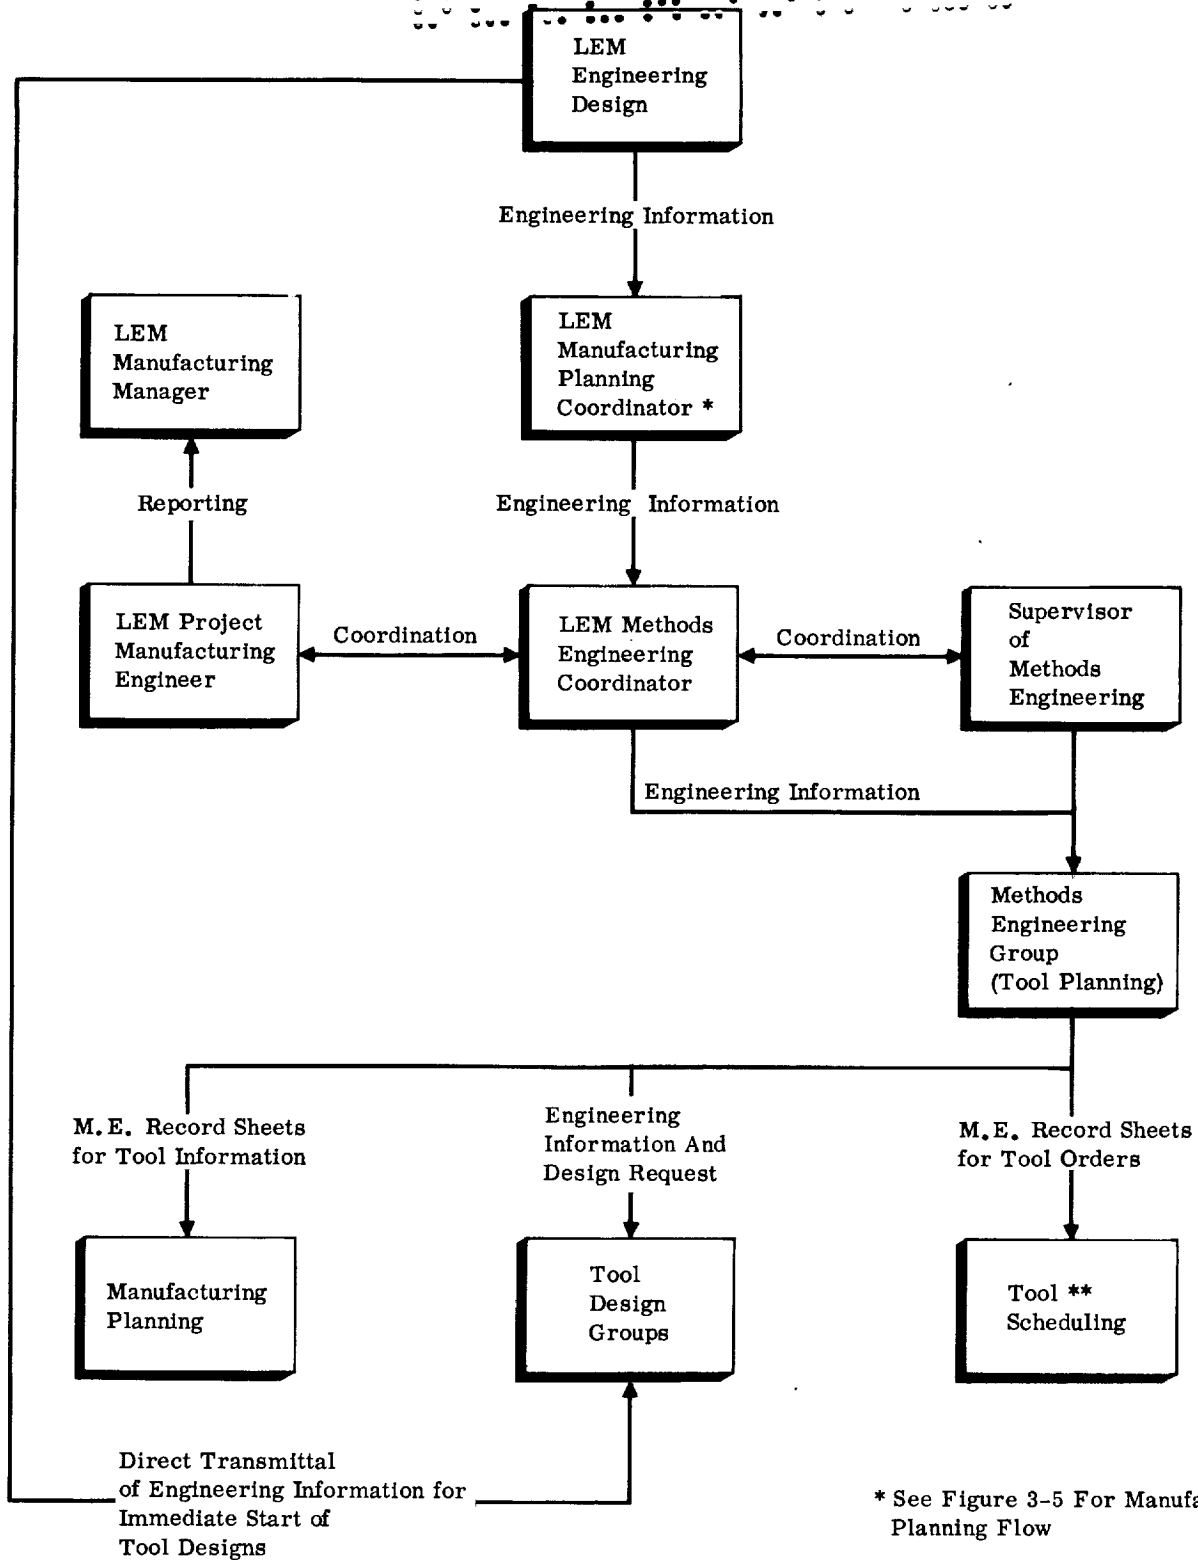 LEM
Engineering
Design
Engineering Information
LEM
Manufacturing
Manager
LEM
Manufacturing
Planning
Coordinator *
Reporting
Engineering Information
LEM Project
Manufacturing
Engineer
Coordination
LEM Methods
Engineering
Coordinator
Coordination
Supervisor
of
Methods
Engineering
Engineering Information
Methods
Engineering
Group
(Tool Planning)
M.E. Record Sheets
for Tool Information
Engineering
Information And
Design Request
M.E. Record Sheets
for Tool Orders
Manufacturing
Planning
Tool
Design
Groups
Tool **
Scheduling
Direct Transmittal
of Engineering Information for
Immediate Start of
Tool Designs
* See Figure 3-5 For
Planning Flow